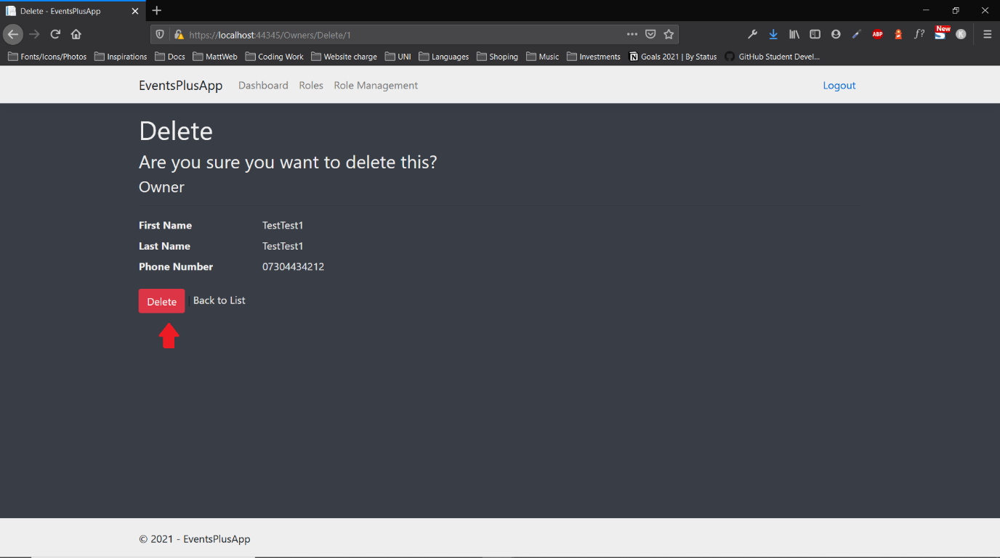 Delete - EventsPlusApp
https://localhost:44345/Owners/Delete/1
ABP
f?
New
S
K
Fonts/Icons/Photos Inspirations Docs MattWeb Coding Work Website charge UNI Languages Shoping Music Investments Goals 2021 | By Status GitHub Student Devel...
EventsPlusApp Dashboard Roles Role Management Logout
Delete
Are you sure you want to delete this?
Owner
First Name TestTest1
Last Name TestTest1
Phone Number 07304434212
Delete | Back to List
© 2021 - EventsPlusApp